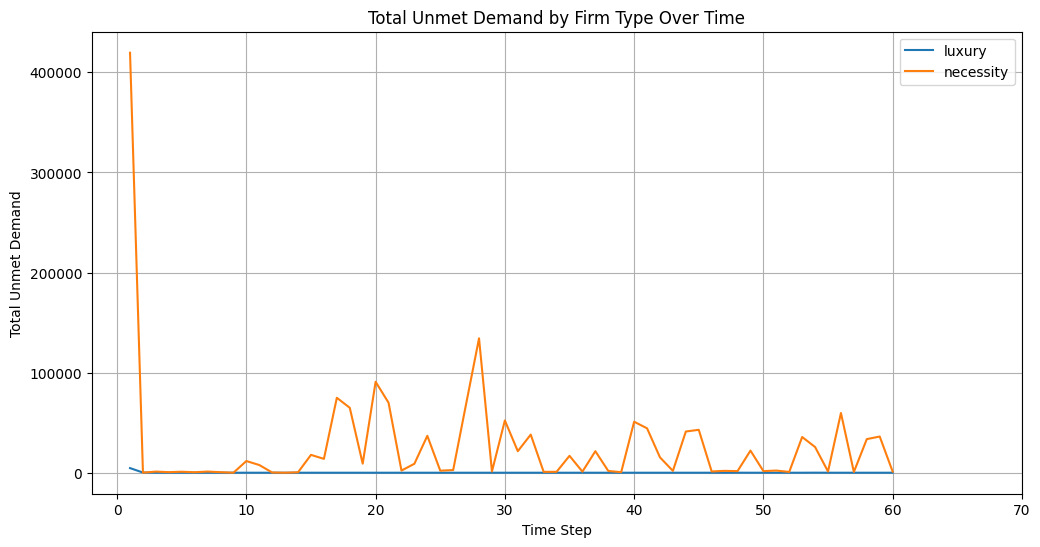 Total Unmet Demand by Firm Type Over Time
luxury
necessity
Total Unmet Demand
400000
300000
200000
100000
0
0 10 20 30 40 50 60 70
Time Step